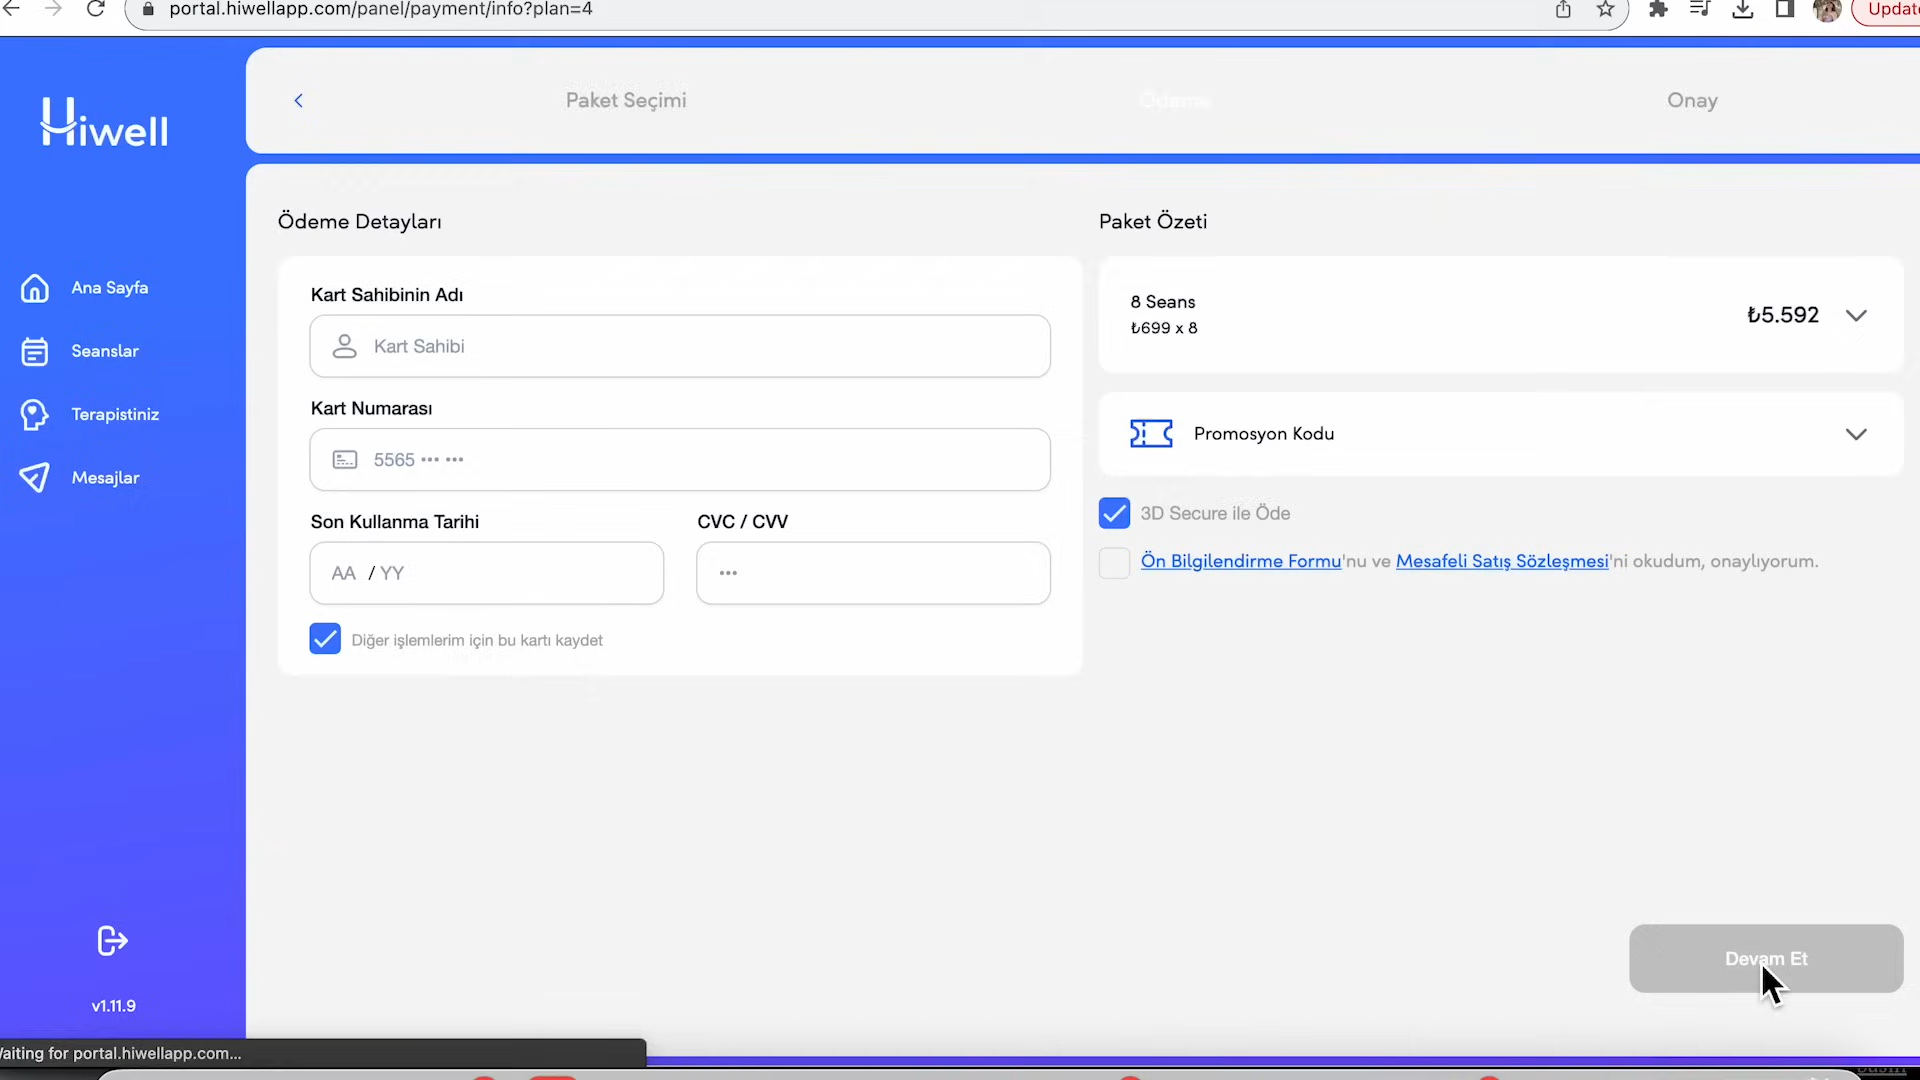 portal.hiwellapp.com/panel/payment/info?plan=4
Update
Hiwell
Paket Seçimi
Ödeme
Onay
Ödeme Detayları
Paket Özeti
Ana Sayfa
Seanslar
Terapistiniz
Mesajlar
Kart Sahibinin Adı
Kart Sahibi
Kart Numarası
5565 ••• •••
Son Kullanma Tarihi
CVC / CVV
AA / YY
•••
Diğer işlemlerim için bu kartı kaydet
8 Seans
₺699 x 8
₺5.592
Promosyon Kodu
3D Secure ile Öde
Ön Bilgilendirme Formu'nu ve Mesafeli Satış Sözleşmesi'ni okudum, onaylıyorum.
Devam Et
v1.11.9
Waiting for portal.hiwellapp.com...